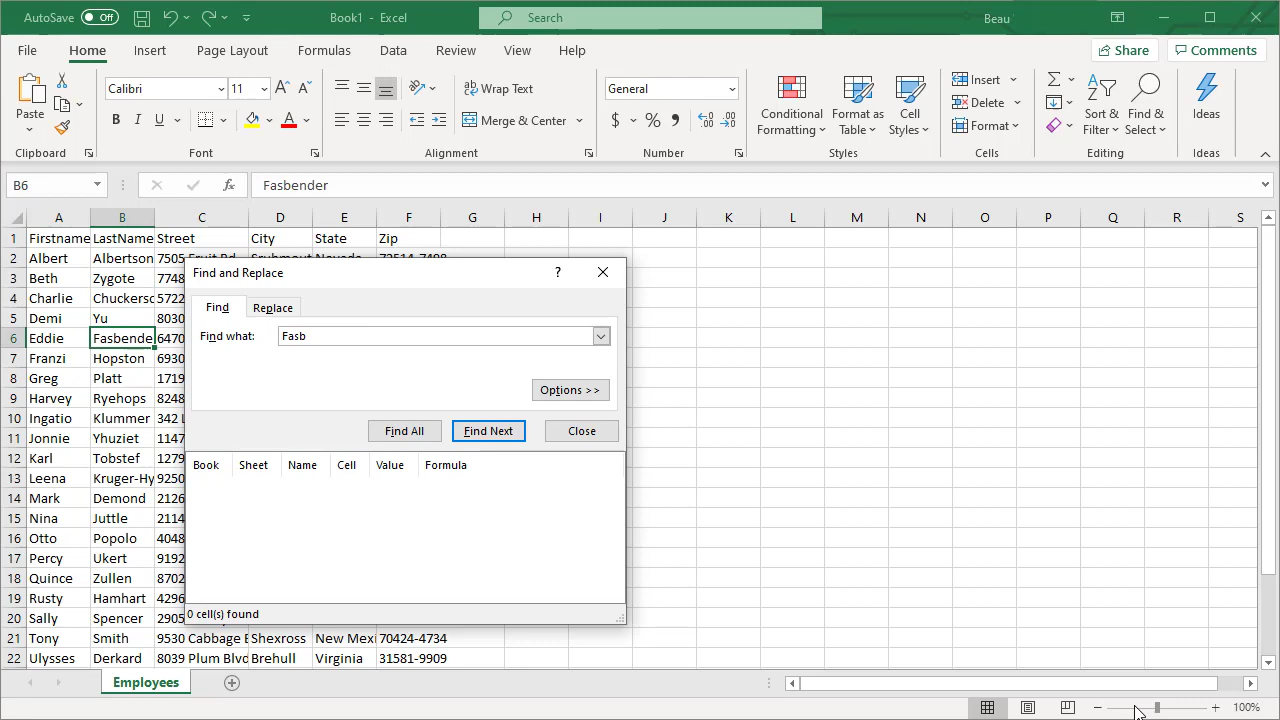 AutoSave Off Book1 - Excel Search Beau
File Home Insert Page Layout Formulas Data Review View Help Share Comments
Paste Calibri 11 A A ab Wrap Text General Conditional Formatting Format as Table Cell Styles Insert Sort & Filter Find & Select Ideas
B I U A Merge & Center $ % Delete
Format
Clipboard Font Alignment Number Styles Cells Editing Ideas
B6 fx Fasbender
A B C D E F G H I J K L M N O P Q R S
1 Firstname LastName Street City State Zip
2 Albert Albertson 7505
3 Beth Zygote 7748
4 Charlie Chuckerso 5722
5 Demi Yu 8030
6 Eddie Fasbende 6470
7 Franzi Hopston 6930
8 Greg Platt 1719
9 Harvey Ryehops 8248
10 Ingatio Klummer 342
11 Jonnie Yhuziet 1147
12 Karl Tobstef 1279
13 Leena Kruger-Hy 9250
14 Mark Demond 2126
15 Nina Juttle 2114
16 Otto Popolo 4048
17 Percy Ukert 9192
18 Quince Zullen 8702
19 Rusty Hamhart 4296
20 Sally Spencer 2905
21 Tony Smith 9530 Cabbage Shexross New Mexi 70424-4734
22 Ulysses Derkard 8039 Plum Blvd Brehull Virginia 31581-9909
Find and Replace ?
Find Replace
Find what: Fasb
Options >>
Find All Find Next Close
Book Sheet Name Cell Value Formula
0 cell(s) found
Employees
100%